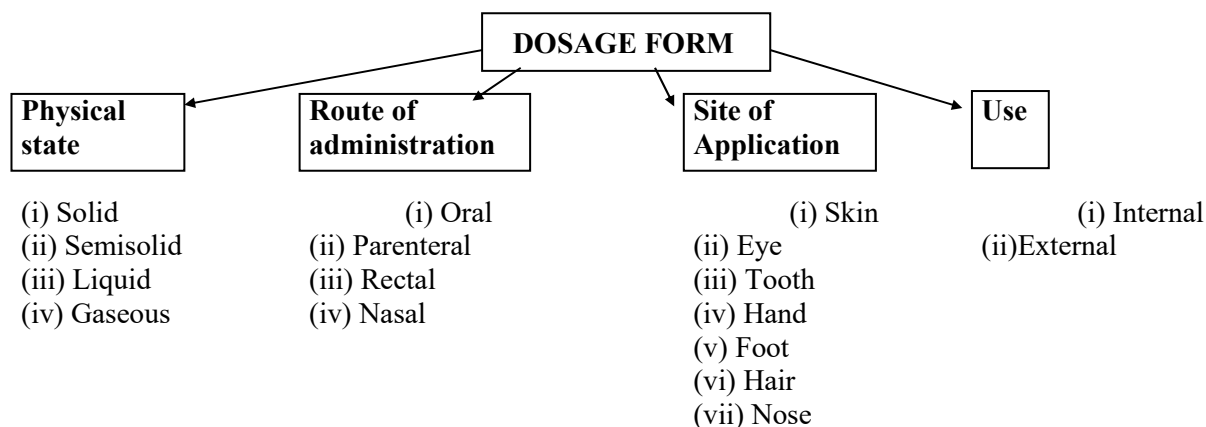 DOSAGE FORM
Physical
state
Route of
administration
Site of
Application
Use
(i) Solid
(ii) Semisolid
(iii) Liquid
(iv) Gaseous
(i) Oral
(ii) Parenteral
(iii) Rectal
(iv) Nasal
(i) Skin
(ii) Eye
(iii) Tooth
(iv) Hand
(v) Foot
(vi) Hair
(vii) Nose
(i) Internal
(ii)External